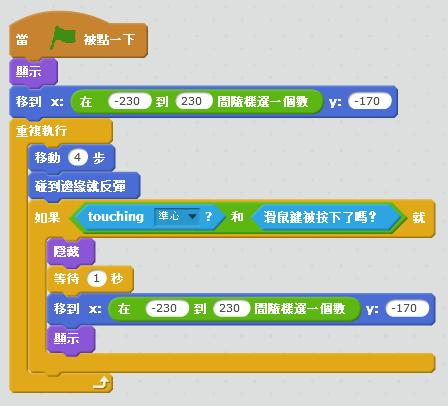 當 被點一下
顯示
移到 x: 在 -230 到 230 間隨機選一個數 y: -170
重複執行
移動 4 步
碰到邊緣就反彈
如果 touching 準心 ? 和 滑鼠鍵被按下了嗎? 就
隱藏
等待 1 秒
移到 x: 在 -230 到 230 間隨機選一個數 y: -170
顯示